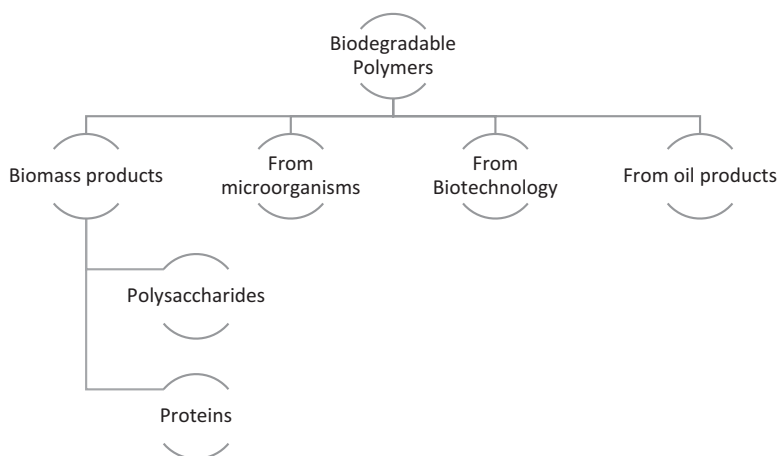 Biodegradable
Polymers
Biomass products
From
microorganisms
From
Biotechnology
From oil products
Polysaccharides
Proteins